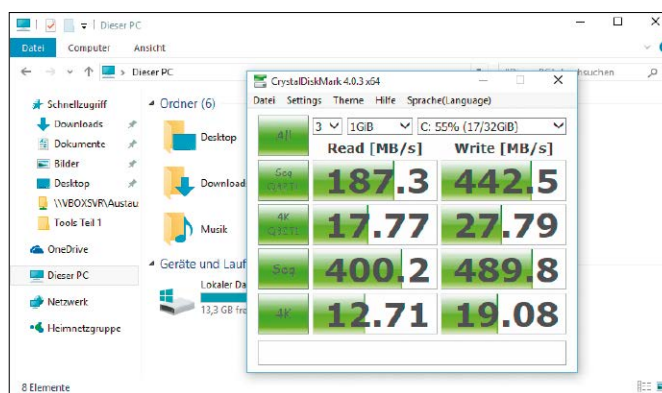 Dieser PC
Datei Computer Ansicht
Dieser PC
suchen
Schnellzugriff
Downloads
Dokumente
Bilder
Desktop
\\VBOXSVR\Austau
Tools Teil 1
OneDrive
Dieser PC
Netzwerk
Heimnetzgruppe
8 Elemente
Ordner (6)
Desktop
Download
Musik
Geräte und Lauf
Lokaler Da
13,3 GB fre
CrystalDiskMark 4.0.3 x64
Datei Settings Theme Hilfe Sprache(Language)
All 3 1GiB C: 55% (17/32GiB)
Read [MB/s] Write [MB/s]
Seq 187.3 442.5
Q32T1
4K 17.77 27.79
Q32T1
Seq 400.2 489.8
4K 12.71 19.08